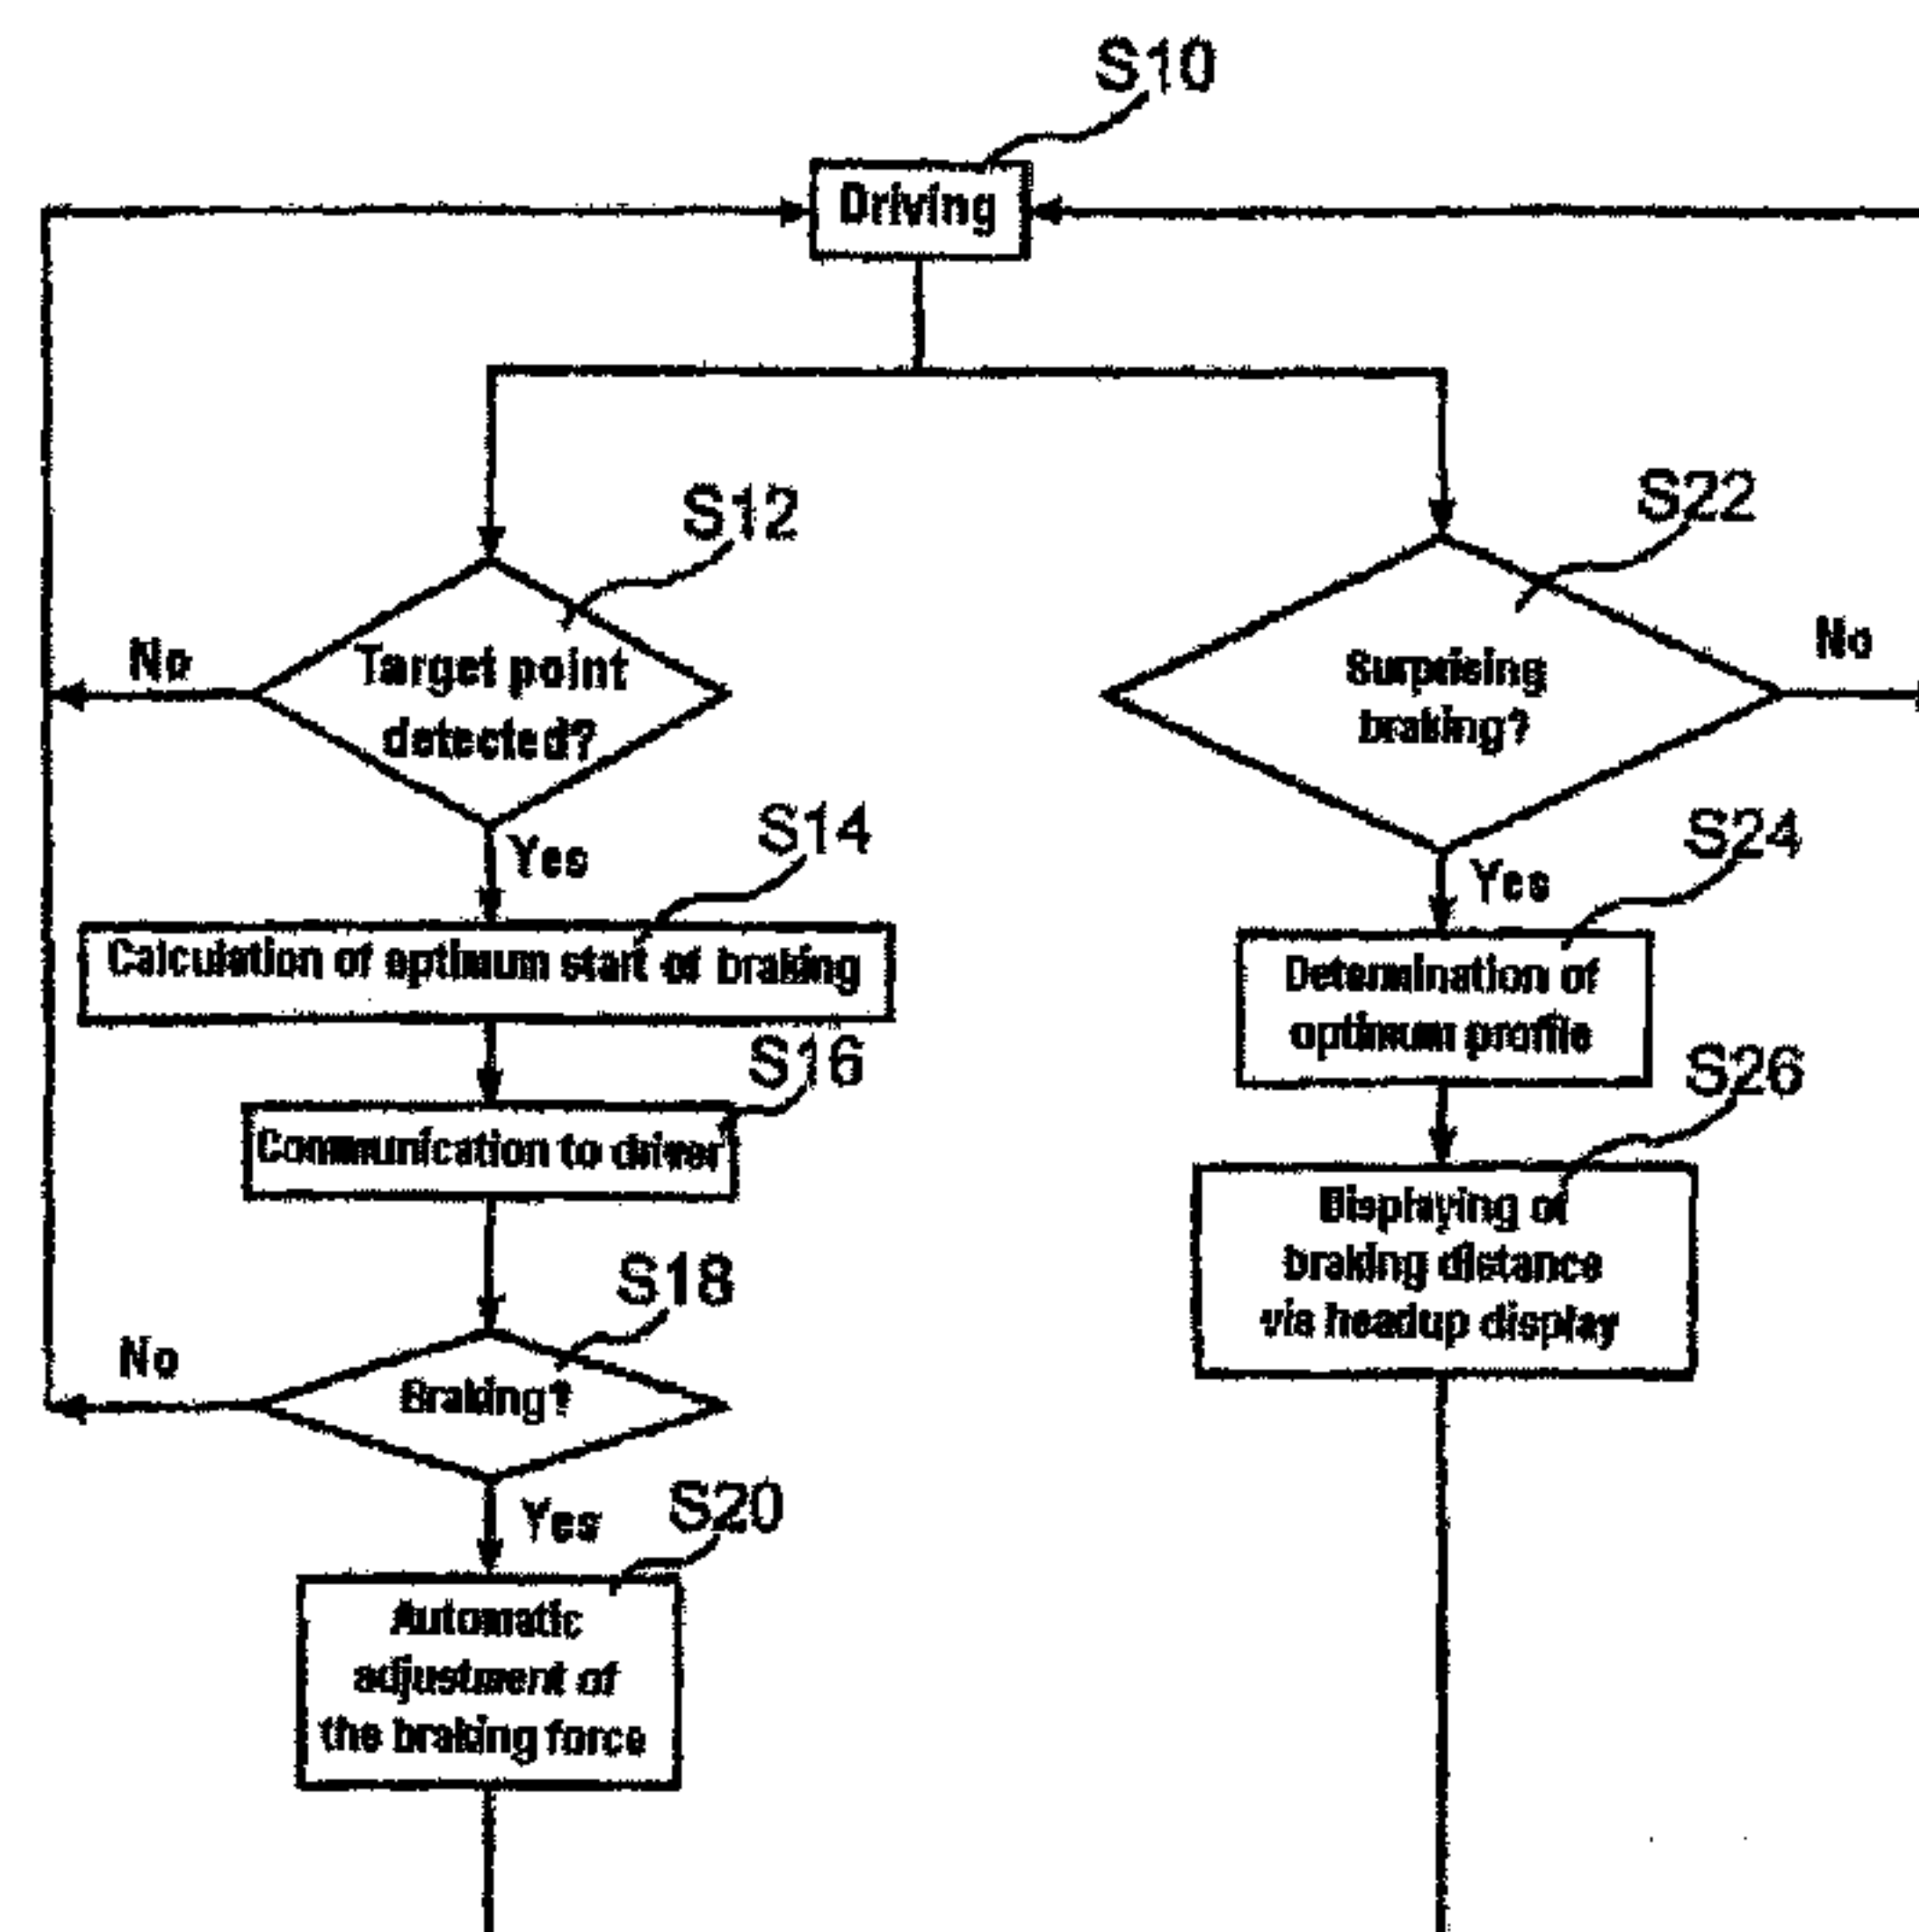 S10
Driving
S12
Target point
detected?
No
Yes
S14
Calculation of optimum start of braking
S16
Communication to driver
S18
Braking?
No
Yes
S20
Automatic
adjustment of
the braking force
S22
Surprising
braking?
No
Yes
S24
Determination of
optimum profile
S26
Displaying of
braking distance
via headup display